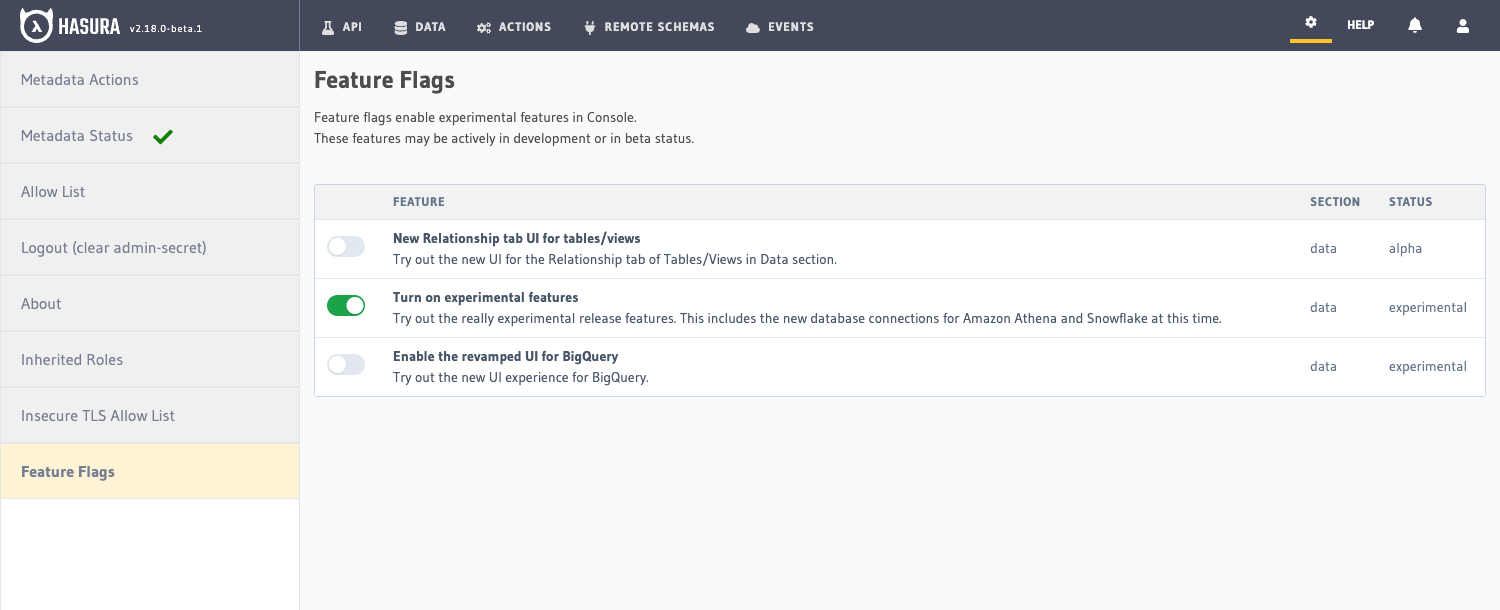 HASURA v2.18.0-beta.1 API DATA ACTIONS REMOTE SCHEMAS EVENTS HELP
Metadata Actions
Metadata Status
Allow List
Logout (clear admin-secret)
About
Inherited Roles
Insecure TLS Allow List
Feature Flags
Feature Flags
Feature flags enable experimental features in Console.
These features may be actively in development or in beta status.
FEATURE SECTION STATUS
New Relationship tab UI for tables/views
Try out the new UI for the Relationship tab of Tables/Views in Data section.
data alpha
Turn on experimental features
Try out the really experimental release features. This includes the new database connections for Amazon Athena and Snowflake at this time.
data experimental
Enable the revamped UI for BigQuery
Try out the new UI experience for BigQuery.
data experimental